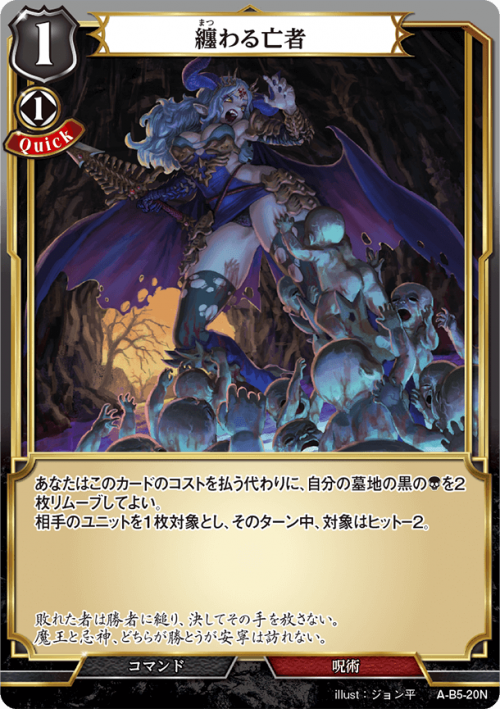 1
まつ
纏わる亡者
1
Quick
あなたはこのカードのコストを払う代わりに、自分の墓地の黒の💀を2
枚リムーブしてよい。
相手のユニットを1枚対象とし、そのターン中、対象はヒット－2。
敗れた者は勝者に縋り、決してその手を放さない。
魔王と忌神、どちらが勝とうが安寧は訪れない。
コマンド
呪術
illust：ジョン平
A-B5-20N